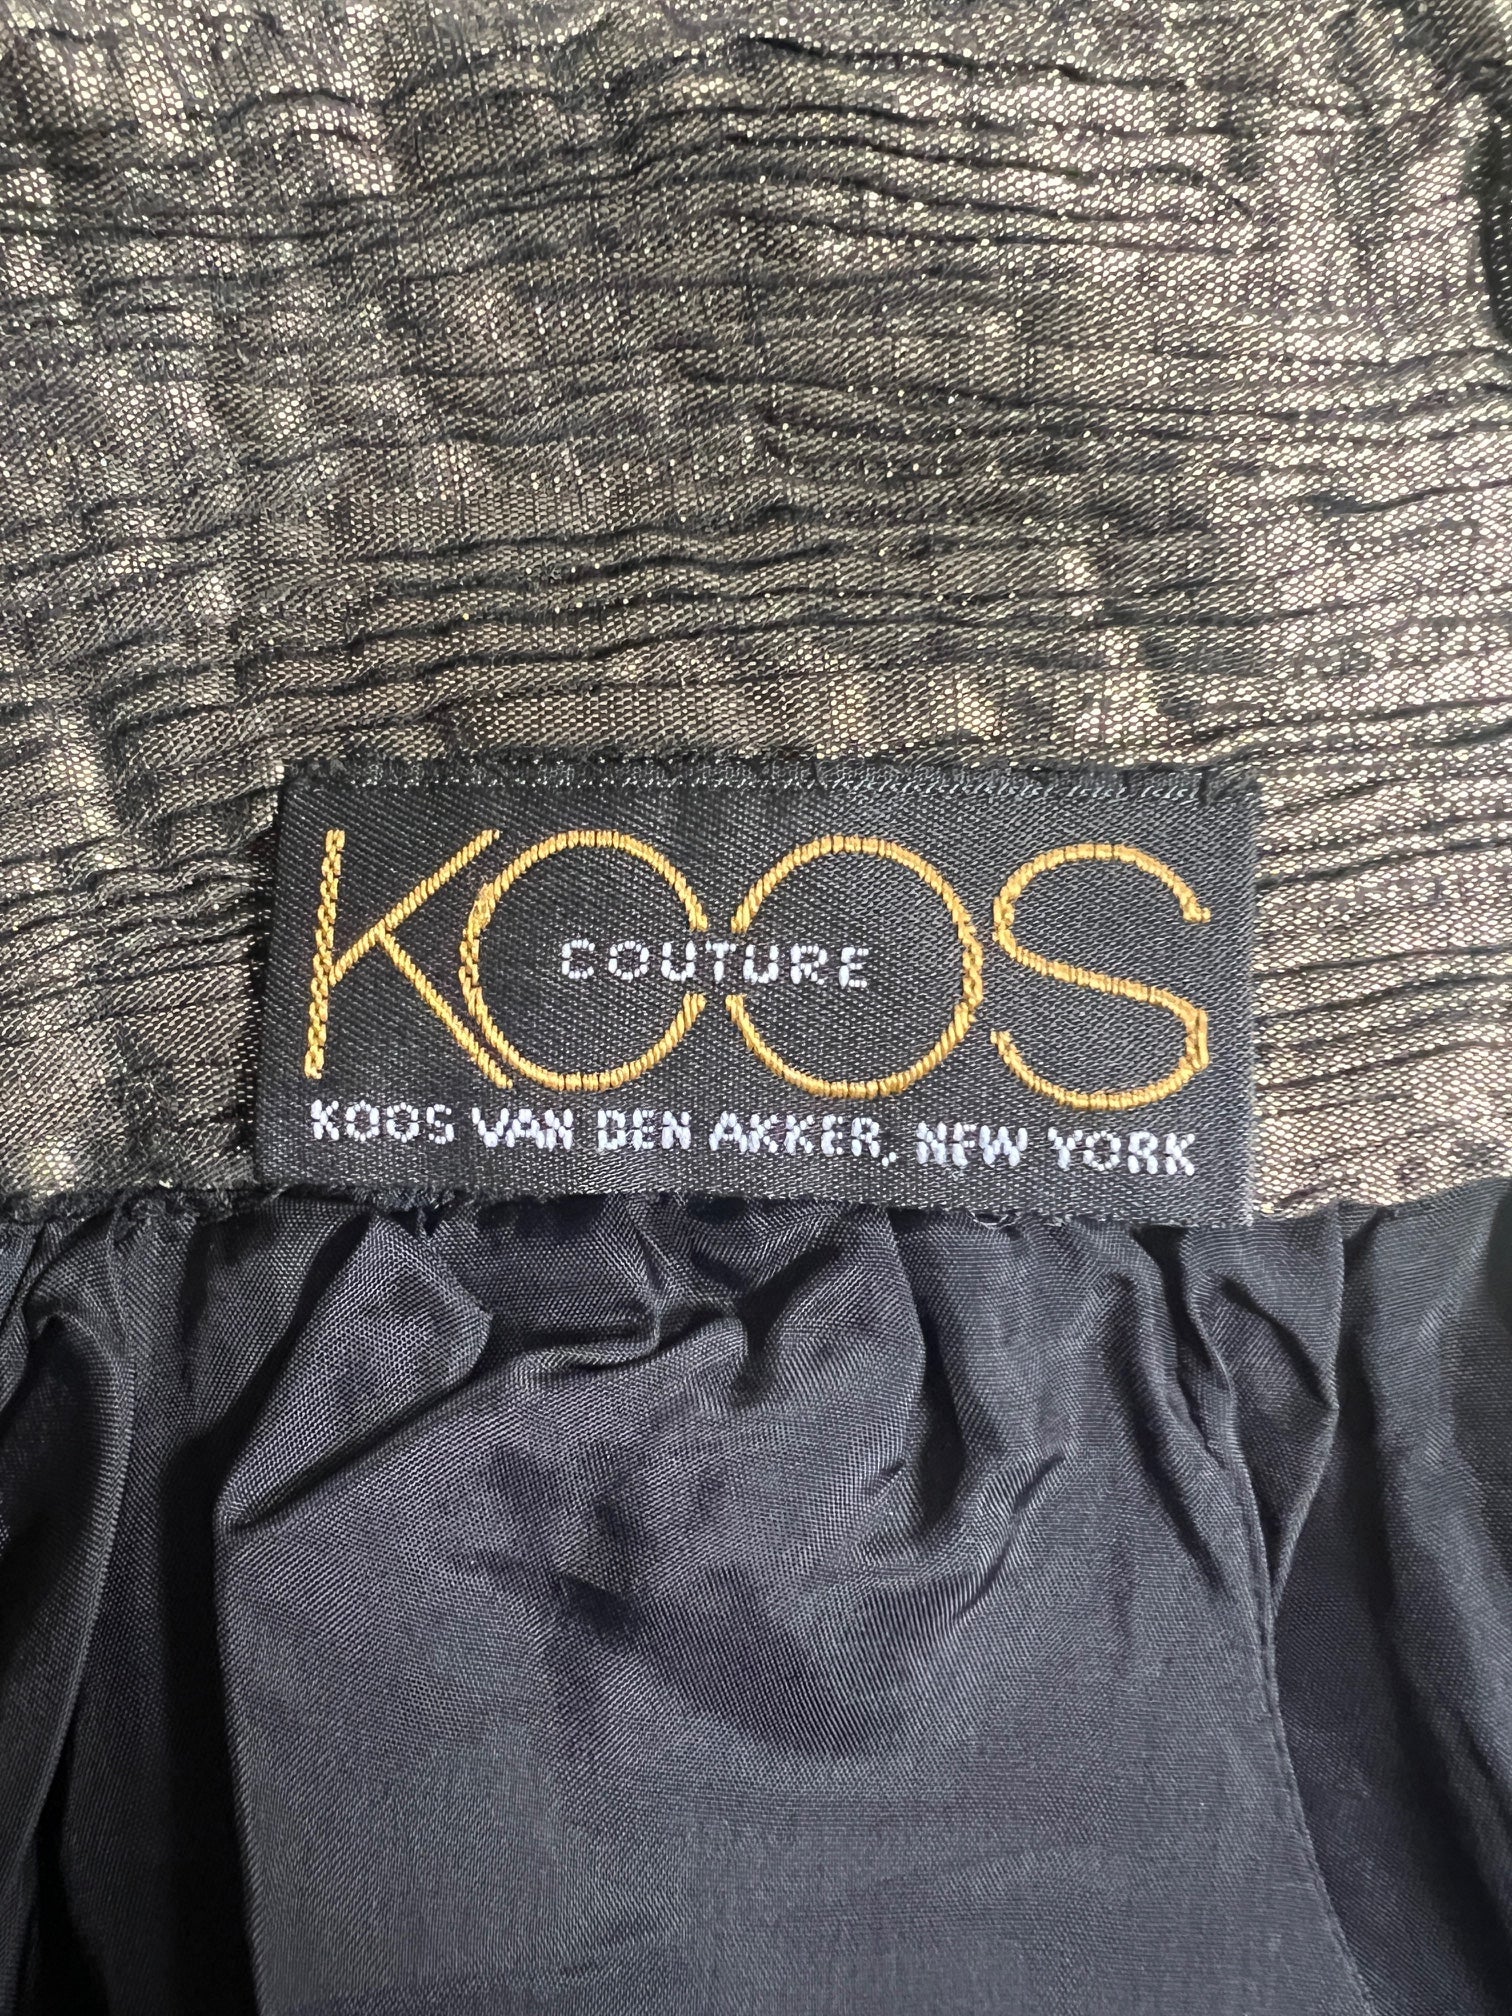 KOOS
COUTURE
KOOS VAN DEN AKKER, NEW YORK